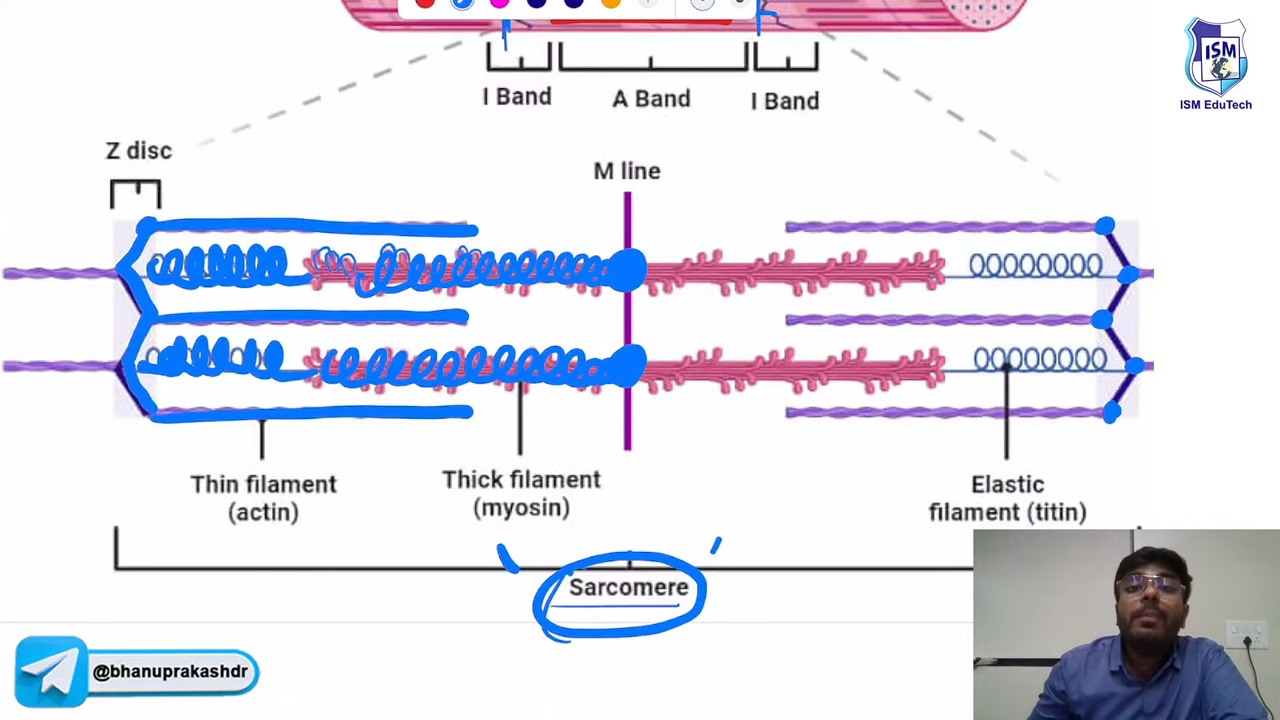 ISM
ISM EduTech
I Band
A Band
I Band
Z disc
M line
Thin filament
(actin)
Thick filament
(myosin)
Elastic
filament (titin)
Sarcomere
@bhanuprakashdr